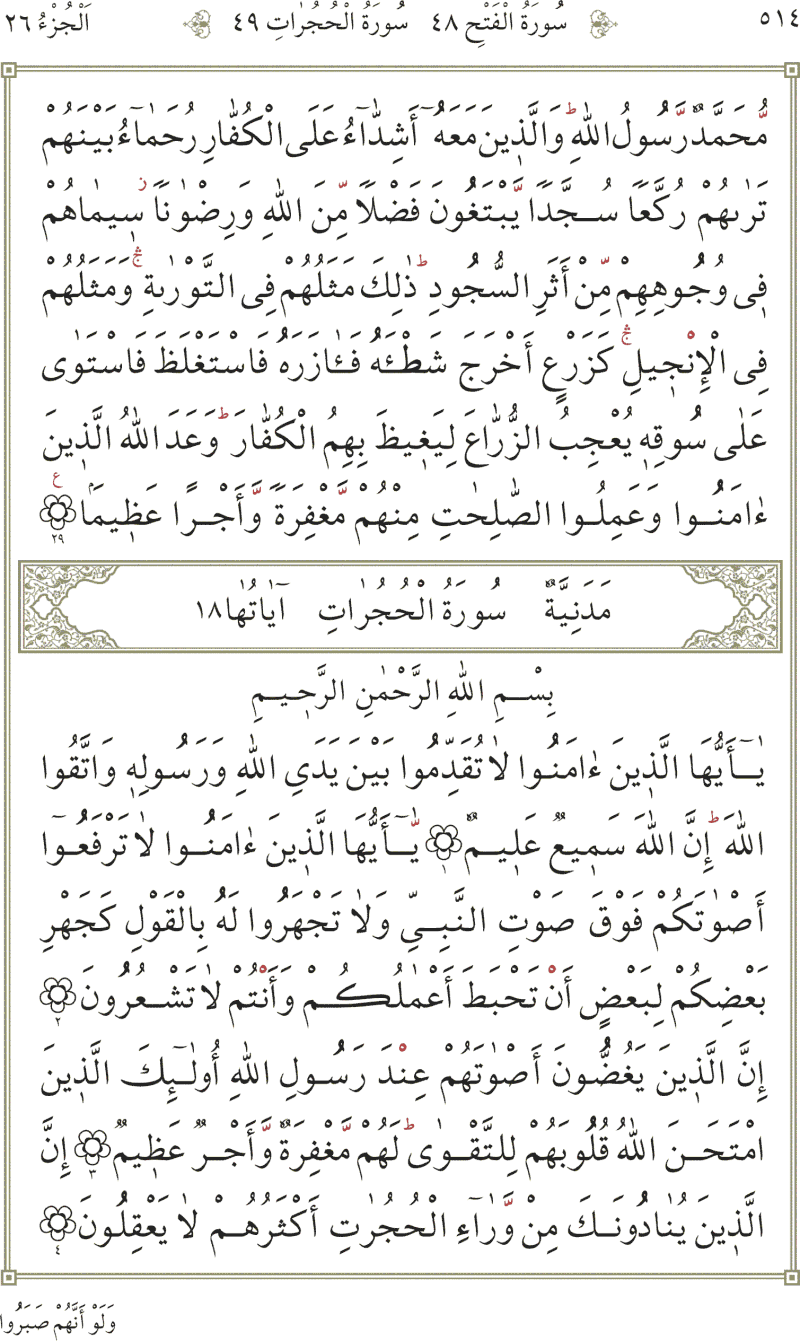 ٥١٤ سُورَةُ الْفَتْحِ ٤٨ سُورَةُ الْحُجُرٰاتِ ٤٩ اَلْجُزْءُ ٢٦
مُّحَمَّدٌ رَّسُولُ اللّٰهِ ۚ ط وَالَّذِينَ مَعَهُٓ أَشِدّٰٓاءُ عَلَى الْكُفّٰارِ رُحَمٰٓاءُ بَيْنَهُمْ
تَرٰىهُمْ رُكَّعًا سُجَّدًا يَّبْتَغُونَ فَضْلًا مِّنَ اللّٰهِ وَرِضْوٰنًا ز سِيمٰاهُمْ
فِي وُجُوهِهِمْ مِّنْ أَثَرِ السُّجُودِ ط ذٰلِكَ مَثَلُهُمْ فِي التَّوْرٰىةِ ج وَمَثَلُهُمْ
فِي الْإِنْجِيلِ ج كَزَرْعٍ أَخْرَجَ شَطْـَٔهُ فَـَٔازَرَهُ فَاسْتَغْلَظَ فَاسْتَوٰى
عَلٰى سُوقِهِ يُعْجِبُ الزُّرّٰاعَ لِيَغِيظَ بِهِمُ الْكُفّٰارَ ط وَعَدَ اللّٰهُ الَّذِينَ
ءٰامَنُوا وَعَمِلُوا الصّٰلِحٰتِ مِنْهُمْ مَّغْفِرَةً وَّأَجْرًا عَظِيمًا ع ٢٩
مَدَنِيَّةٌ سُورَةُ الْحُجُرٰاتِ آيٰاتُهٰا ١٨
بِسْمِ اللّٰهِ الرَّحْمٰنِ الرَّحِيمِ
يٰٓأَيُّهَا الَّذِينَ ءٰامَنُوا لٰا تُقَدِّمُوا بَيْنَ يَدَيِ اللّٰهِ وَرَسُولِهِ وَاتَّقُوا
اللّٰهَ ط إِنَّ اللّٰهَ سَمِيعٌ عَلِيمٌ ١ يّٰٓأَيُّهَا الَّذِينَ ءٰامَنُوا لٰا تَرْفَعُوٓا
أَصْوٰتَكُمْ فَوْقَ صَوْتِ النَّبِيِّ وَلٰا تَجْهَرُوا لَهُ بِالْقَوْلِ كَجَهْرِ
بَعْضِكُمْ لِبَعْضٍ أَنْ تَحْبَطَ أَعْمٰلُكُمْ وَأَنْتُمْ لٰا تَشْعُرُونَ ٢
إِنَّ الَّذِينَ يَغُضُّونَ أَصْوٰتَهُمْ عِنْدَ رَسُولِ اللّٰهِ أُولٰٓئِكَ الَّذِينَ
امْتَحَنَ اللّٰهُ قُلُوبَهُمْ لِلتَّقْوٰى ط لَهُمْ مَّغْفِرَةٌ وَّأَجْرٌ عَظِيمٌ ٣ إِنَّ
الَّذِينَ يُنٰادُونَكَ مِنْ وَّرٰٓاءِ الْحُجُرٰتِ أَكْثَرُهُمْ لٰا يَعْقِلُونَ ٤
وَلَوْ أَنَّهُمْ صَبَرُوا